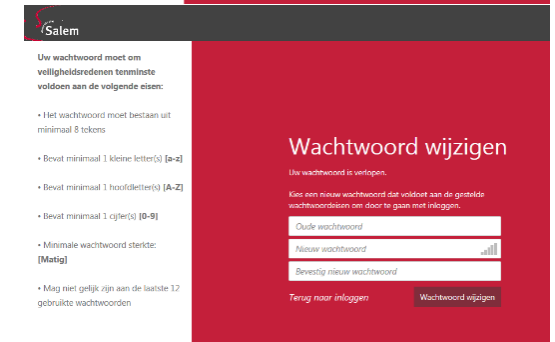 Salem
Uw wachtwoord moet om
veiligheidsredenen tenminste
voldoen aan de volgende eisen:
• Het wachtwoord moet bestaan uit
minimaal 8 tekens
• Bevat minimaal 1 kleine letter(s) [a-z]
• Bevat minimaal 1 hoofdletter(s) [A-Z]
• Bevat minimaal 1 cijfer(s) [0-9]
• Minimale wachtwoord sterkte:
[Matig]
• Mag niet gelijk zijn aan de laatste 12
gebruikte wachtwoorden
Wachtwoord wijzigen
Uw wachtwoord is verlopen.
Kies een nieuw wachtwoord dat voldoet aan de gestelde
wachtwoordeisen om door te gaan met inloggen.
Oude wachtwoord
Nieuw wachtwoord
Bevestig nieuw wachtwoord
Terug naar inloggen
Wachtwoord wijzigen